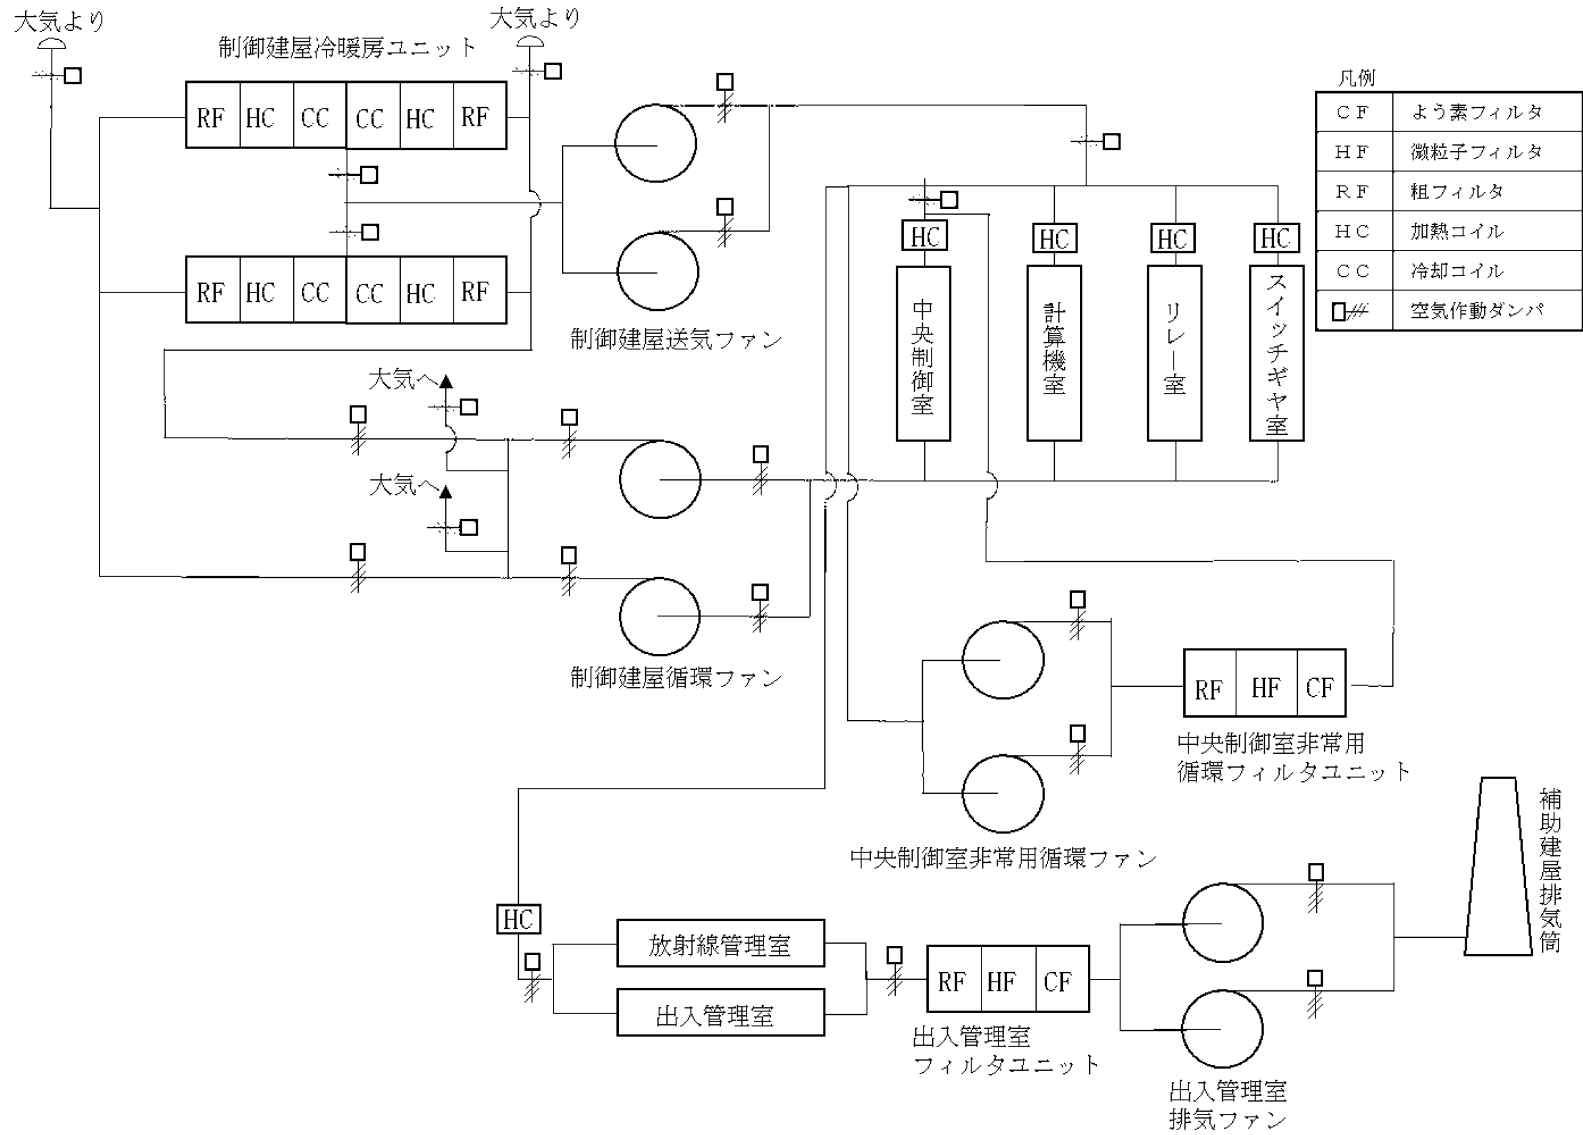 大気より
大気より
制御建屋冷暖房ユニット
RF HC CC CC HC RF
RF HC CC CC HC RF
制御建屋送気ファン
凡例
CF よう素フィルタ
HF 微粒子フィルタ
RF 粗フィルタ
HC 加熱コイル
CC 冷却コイル
空気作動ダンパ
HC
HC
HC
HC
中央制御室
計算機室
リレー室
スイッチギヤ室
大気へ
大気へ
制御建屋循環ファン
RF HF CF
中央制御室非常用
循環フィルタユニット
中央制御室非常用循環ファン
補助建屋排気筒
HC
放射線管理室
出入管理室
RF HF CF
出入管理室
フィルタユニット
出入管理室
排気ファン